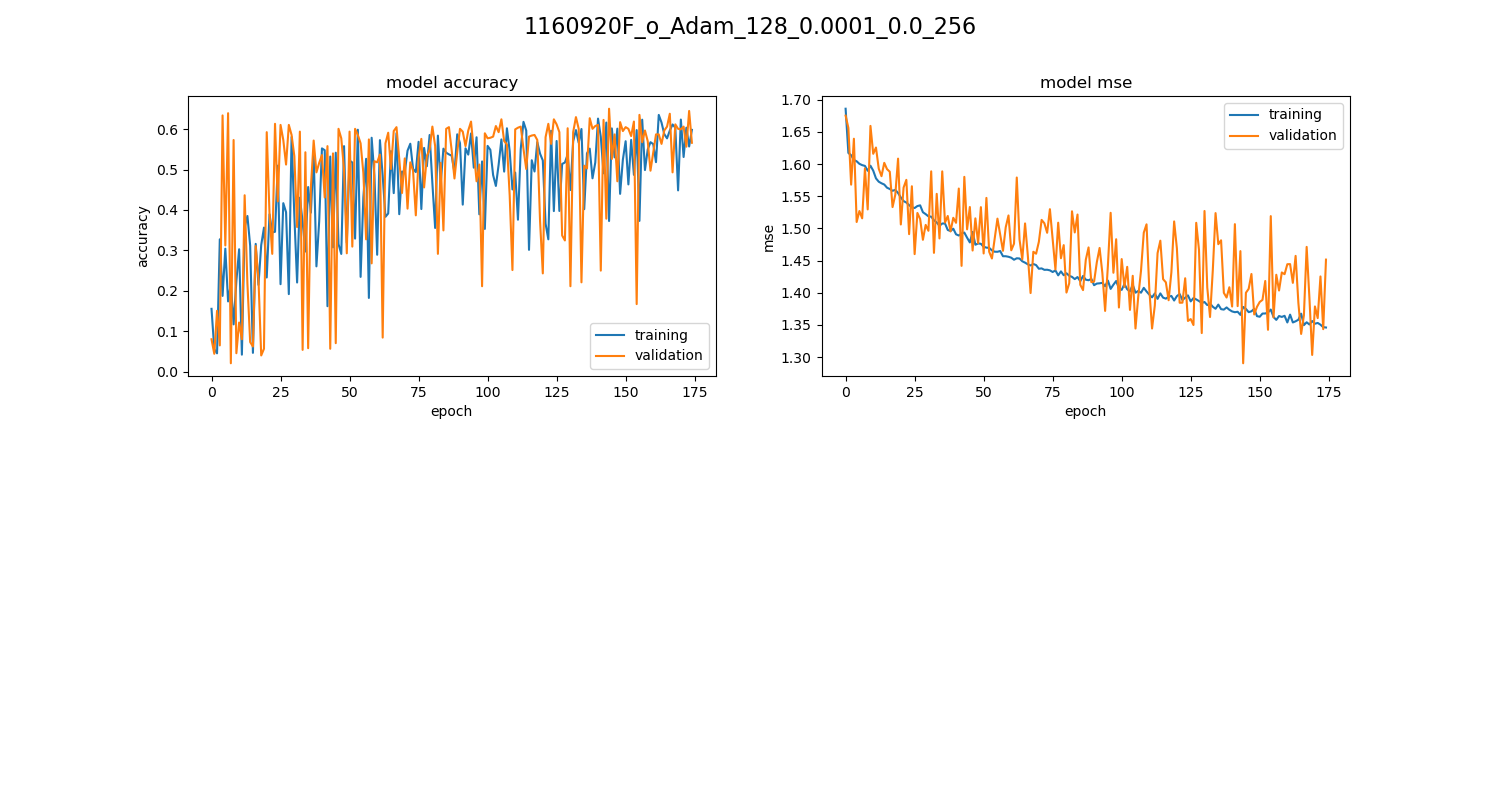 1160920F_o_Adam_128_0.0001_0.0_256
model accuracy
accuracy
0.6
0.5
0.4
0.3
0.2
0.1
0.0
training
validation
0 25 50 75 100 125 150 175
epoch
model mse
mse
1.70
1.65
1.60
1.55
1.50
1.45
1.40
1.35
1.30
training
validation
0 25 50 75 100 125 150 175
epoch